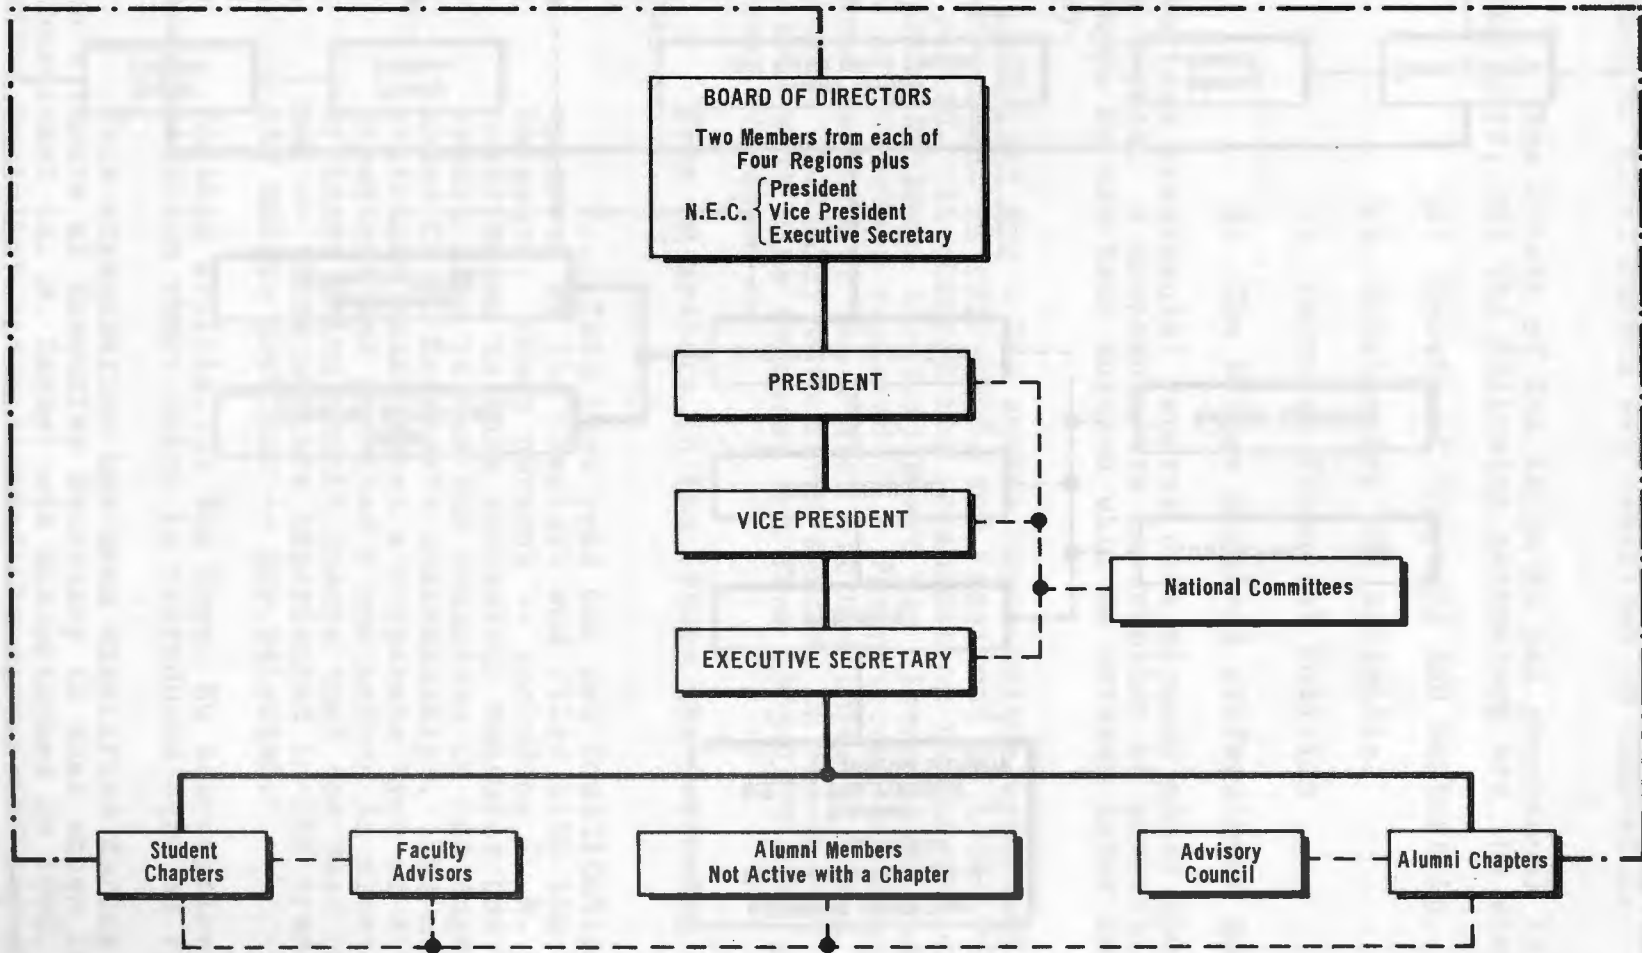 BOARD OF DIRECTORS
Two Members from each of
Four Regions plus
N.E.C. { President
Vice President
Executive Secretary
PRESIDENT
VICE PRESIDENT
National Committees
EXECUTIVE SECRETARY
Student
Chapters
Faculty
Advisors
Alumni Members
Not Active with a Chapter
Advisory
Council
Alumni Chapters